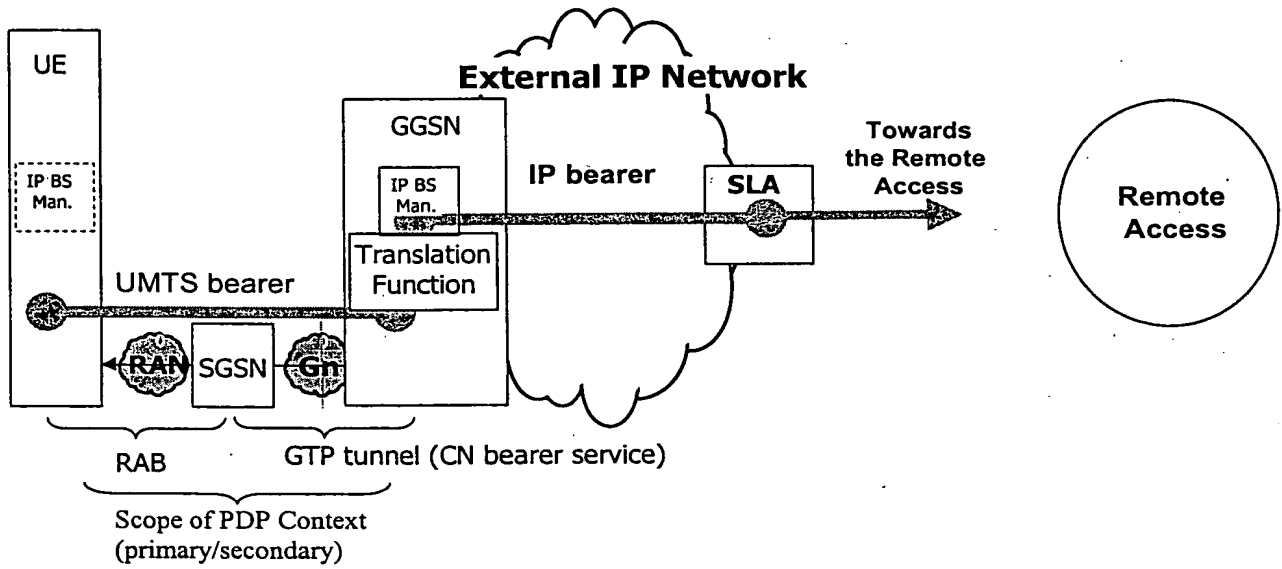 UE
External IP Network
GGSN
Towards
the Remote
Access
IP BS
Man.
IP BS
Man.
IP bearer
SLA
Remote
Access
Translation
Function
UMTS bearer
RAN
SGSN
Gn
RAB
GTP tunnel (CN bearer service)
Scope of PDP Context
(primary/secondary)